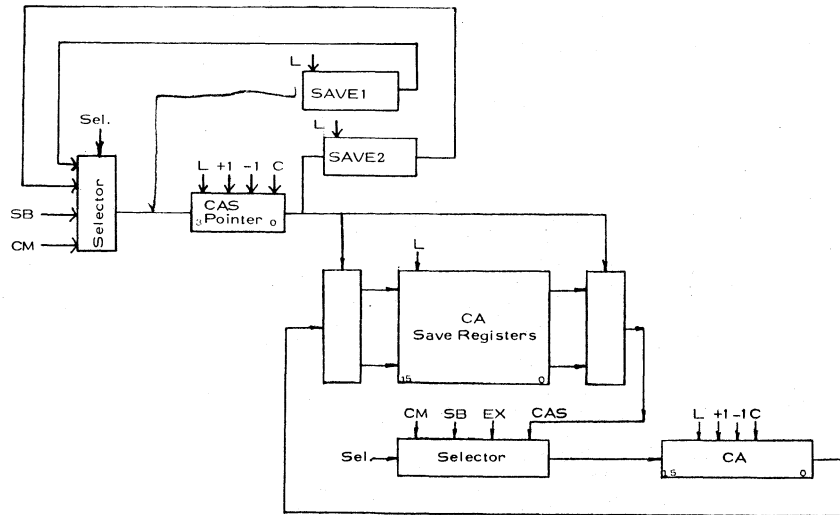 L
SAVE1
Sel.
L
SAVE2
L +1 -1 C
CAS
Pointer
3 0
Selector
SB
CM
L
CA
Save Registers
15 0
CM SB EX CAS
L +1 -1 C
Sel.
Selector
CA
15 0